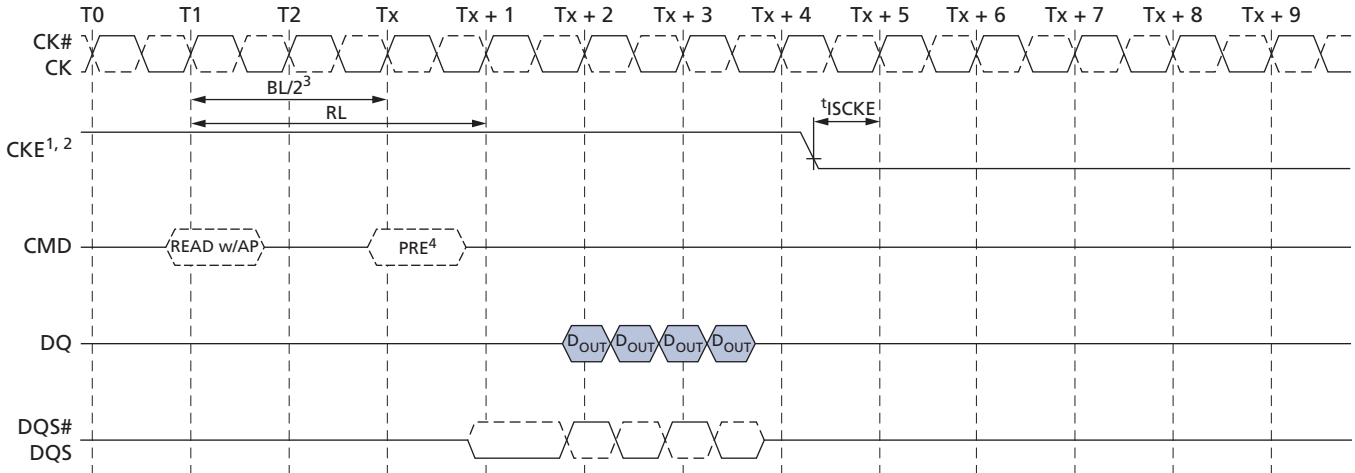 T0 T1 T2 Tx Tx + 1 Tx + 2 Tx + 3 Tx + 4 Tx + 5 Tx + 6 Tx + 7 Tx + 8 Tx + 9
CK#
CK
BL/2³
RL
ᵗISCKE
CKE¹, ²
CMD READ w/AP PRE⁴
DQ DOUT DOUT DOUT DOUT
DQS#
DQS